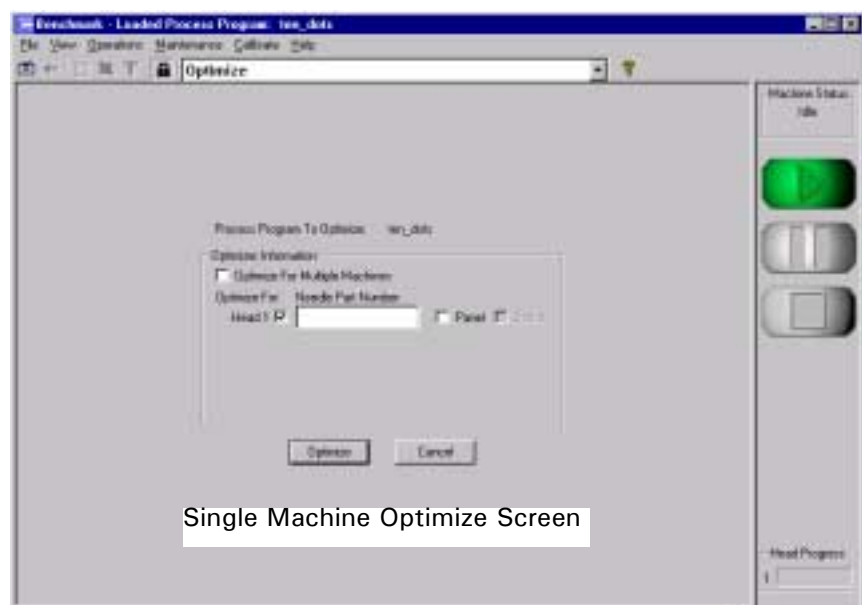 Benchmark - Loaded Process Program: ten_dots
File View Operations Maintenance Calibrate Help
Optimize
Machine Status
Idle
Process Program To Optimize: ten_dots
Optimize Information
Optimize For Multiple Machines
Optimize For Needle Part Number
Head 1 Panel
Optimize Cancel
Single Machine Optimize Screen
Head Progress
1